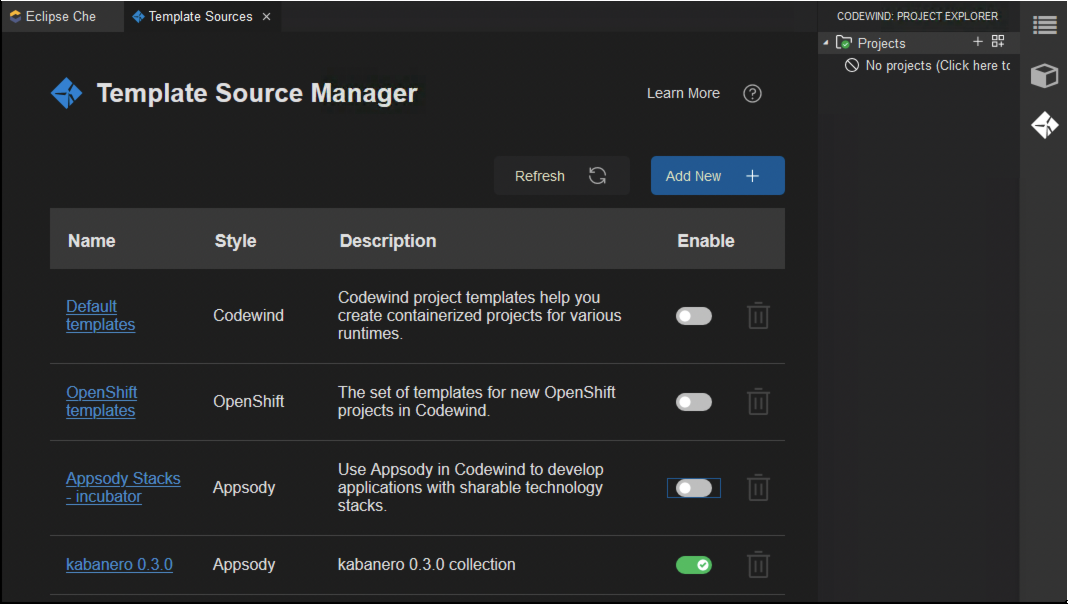 Eclipse Che
Template Sources
CODEWIND: PROJECT EXPLORER
Projects
No projects (Click here to
Template Source Manager
Learn More
Refresh
Add New
Name Style Description Enable
Default
templates
Codewind
Codewind project templates help you
create containerized projects for various
runtimes.
OpenShift
templates
OpenShift
The set of templates for new OpenShift
projects in Codewind.
Appsody Stacks
- incubator
Appsody
Use Appsody in Codewind to develop
applications with sharable technology
stacks.
kabanero 0.3.0
Appsody
kabanero 0.3.0 collection